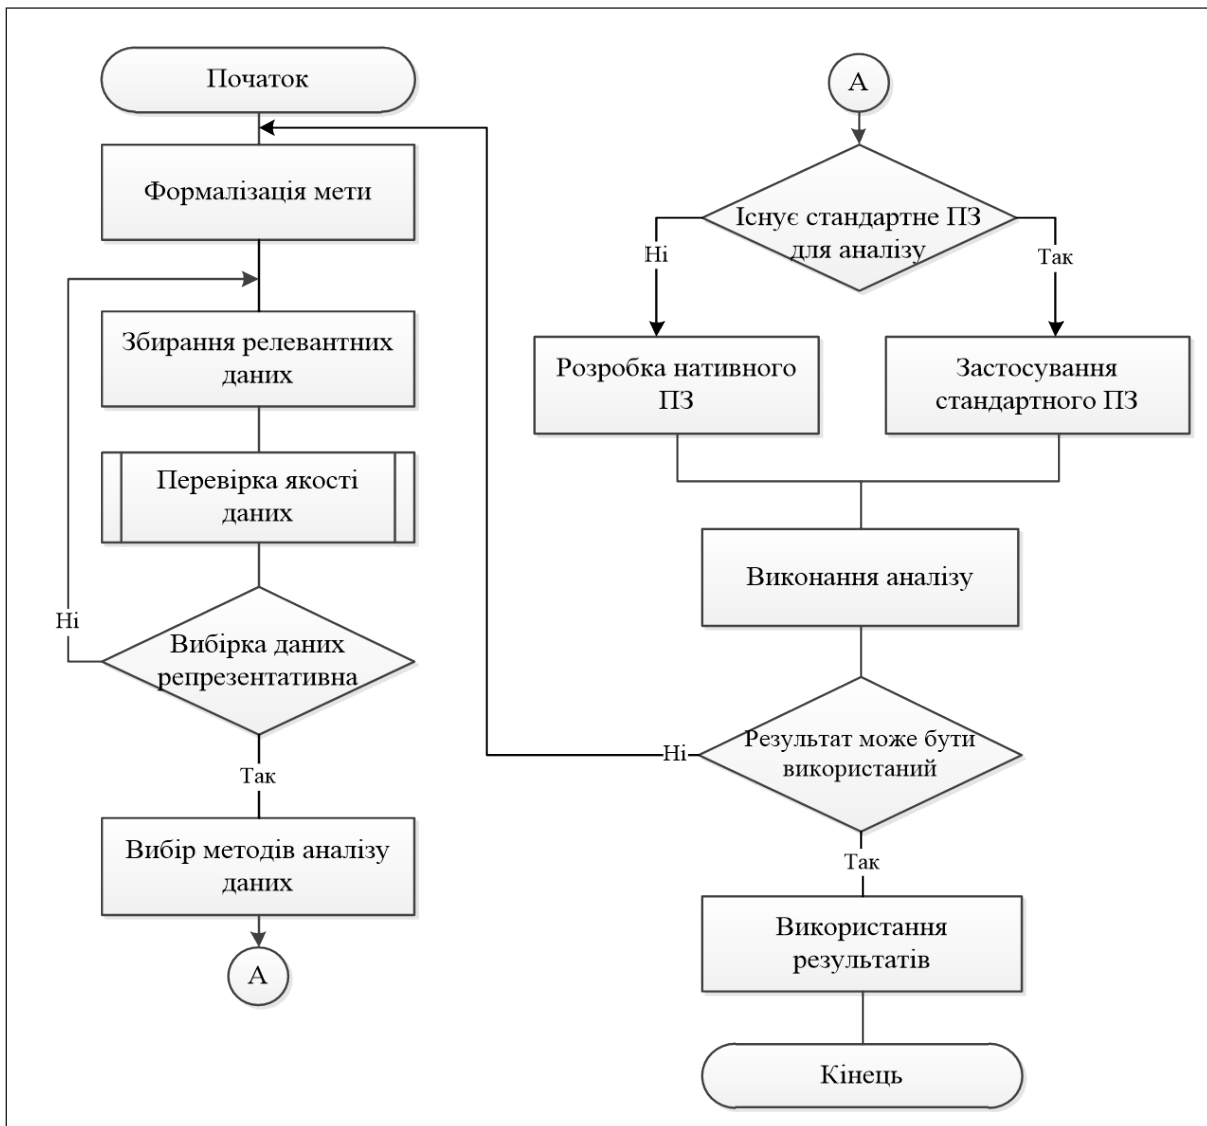 Початок
Формалізація мети
Збирання релевантних
даних
Перевірка якості
даних
Ні
Вибірка даних
репрезентативна
Так
Вибір методів аналізу
даних
А
А
Існує стандартне ПЗ
для аналізу
Ні
Так
Розробка нативного
ПЗ
Застосування
стандартного ПЗ
Виконання аналізу
Ні
Результат може бути
використаний
Так
Використання
результатів
Кінець